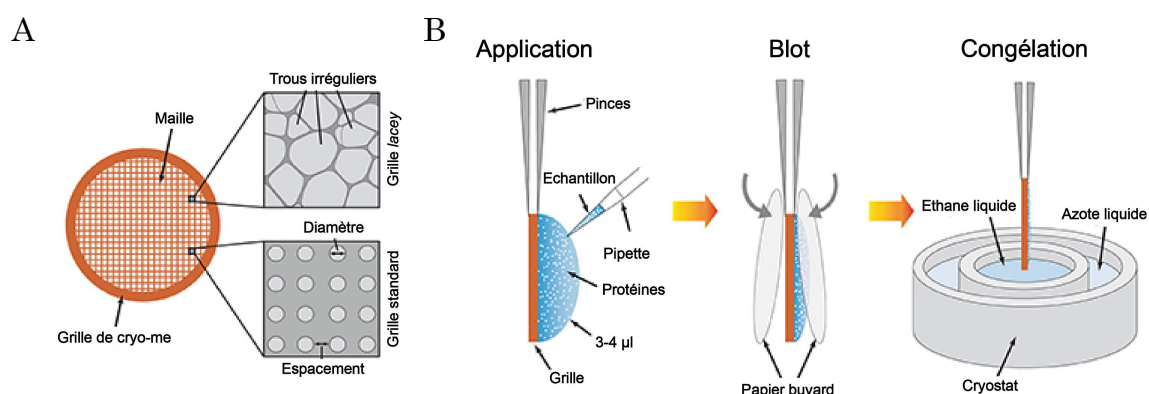 A
Trous irréguliers
Maille
Grille lacey
Diamètre
Grille standard
Grille de cryo-me
Espacement
B
Application
Blot
Congélation
Pinces
Echantillon
Pipette
Protéines
3-4 µl
Grille
Papier buvard
Ethane liquide
Azote liquide
Cryostat